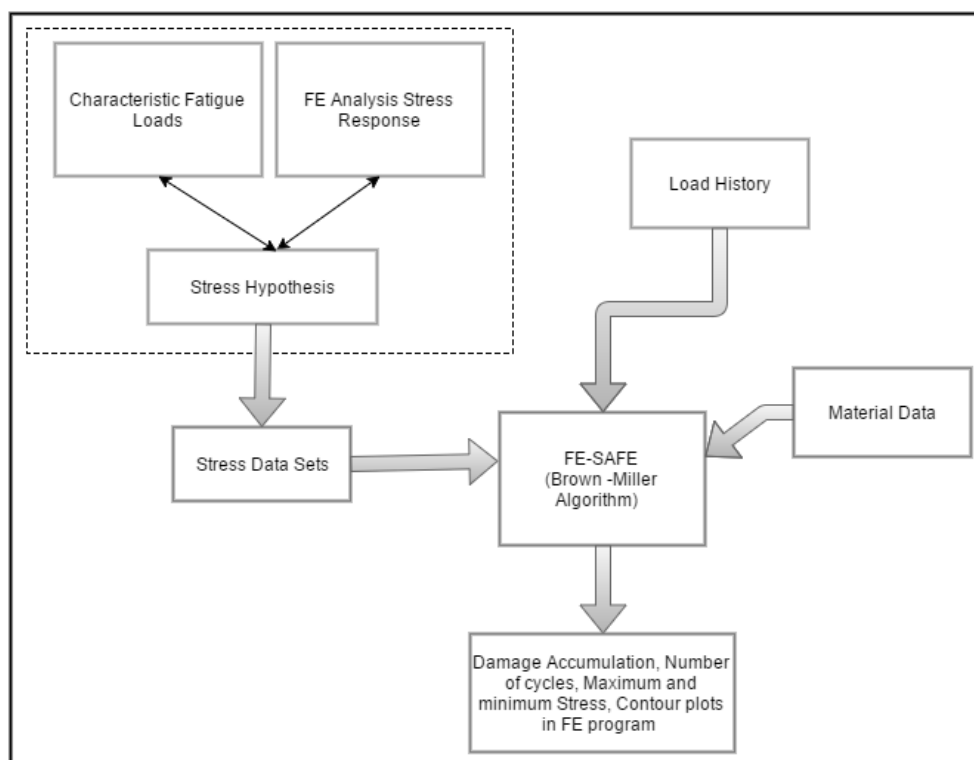 Characteristic Fatigue
Loads
FE Analysis Stress
Response
Load History
Stress Hypothesis
Material Data
Stress Data Sets
FE-SAFE
(Brown -Miller
Algorithm)
Damage Accumulation, Number
of cycles, Maximum and
minimum Stress, Contour plots
in FE program